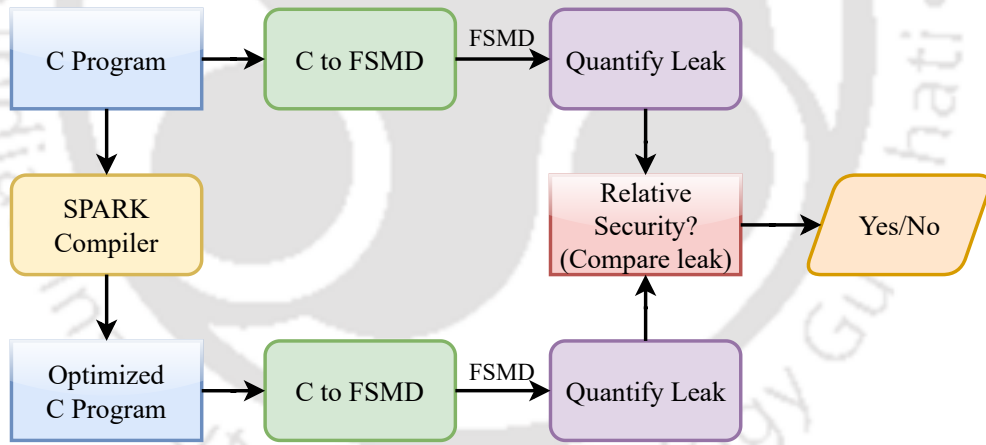 C Program
C to FSMD
FSMD
Quantify Leak
SPARK
Compiler
Relative
Security?
(Compare leak)
Yes/No
Optimized
C Program
C to FSMD
FSMD
Quantify Leak